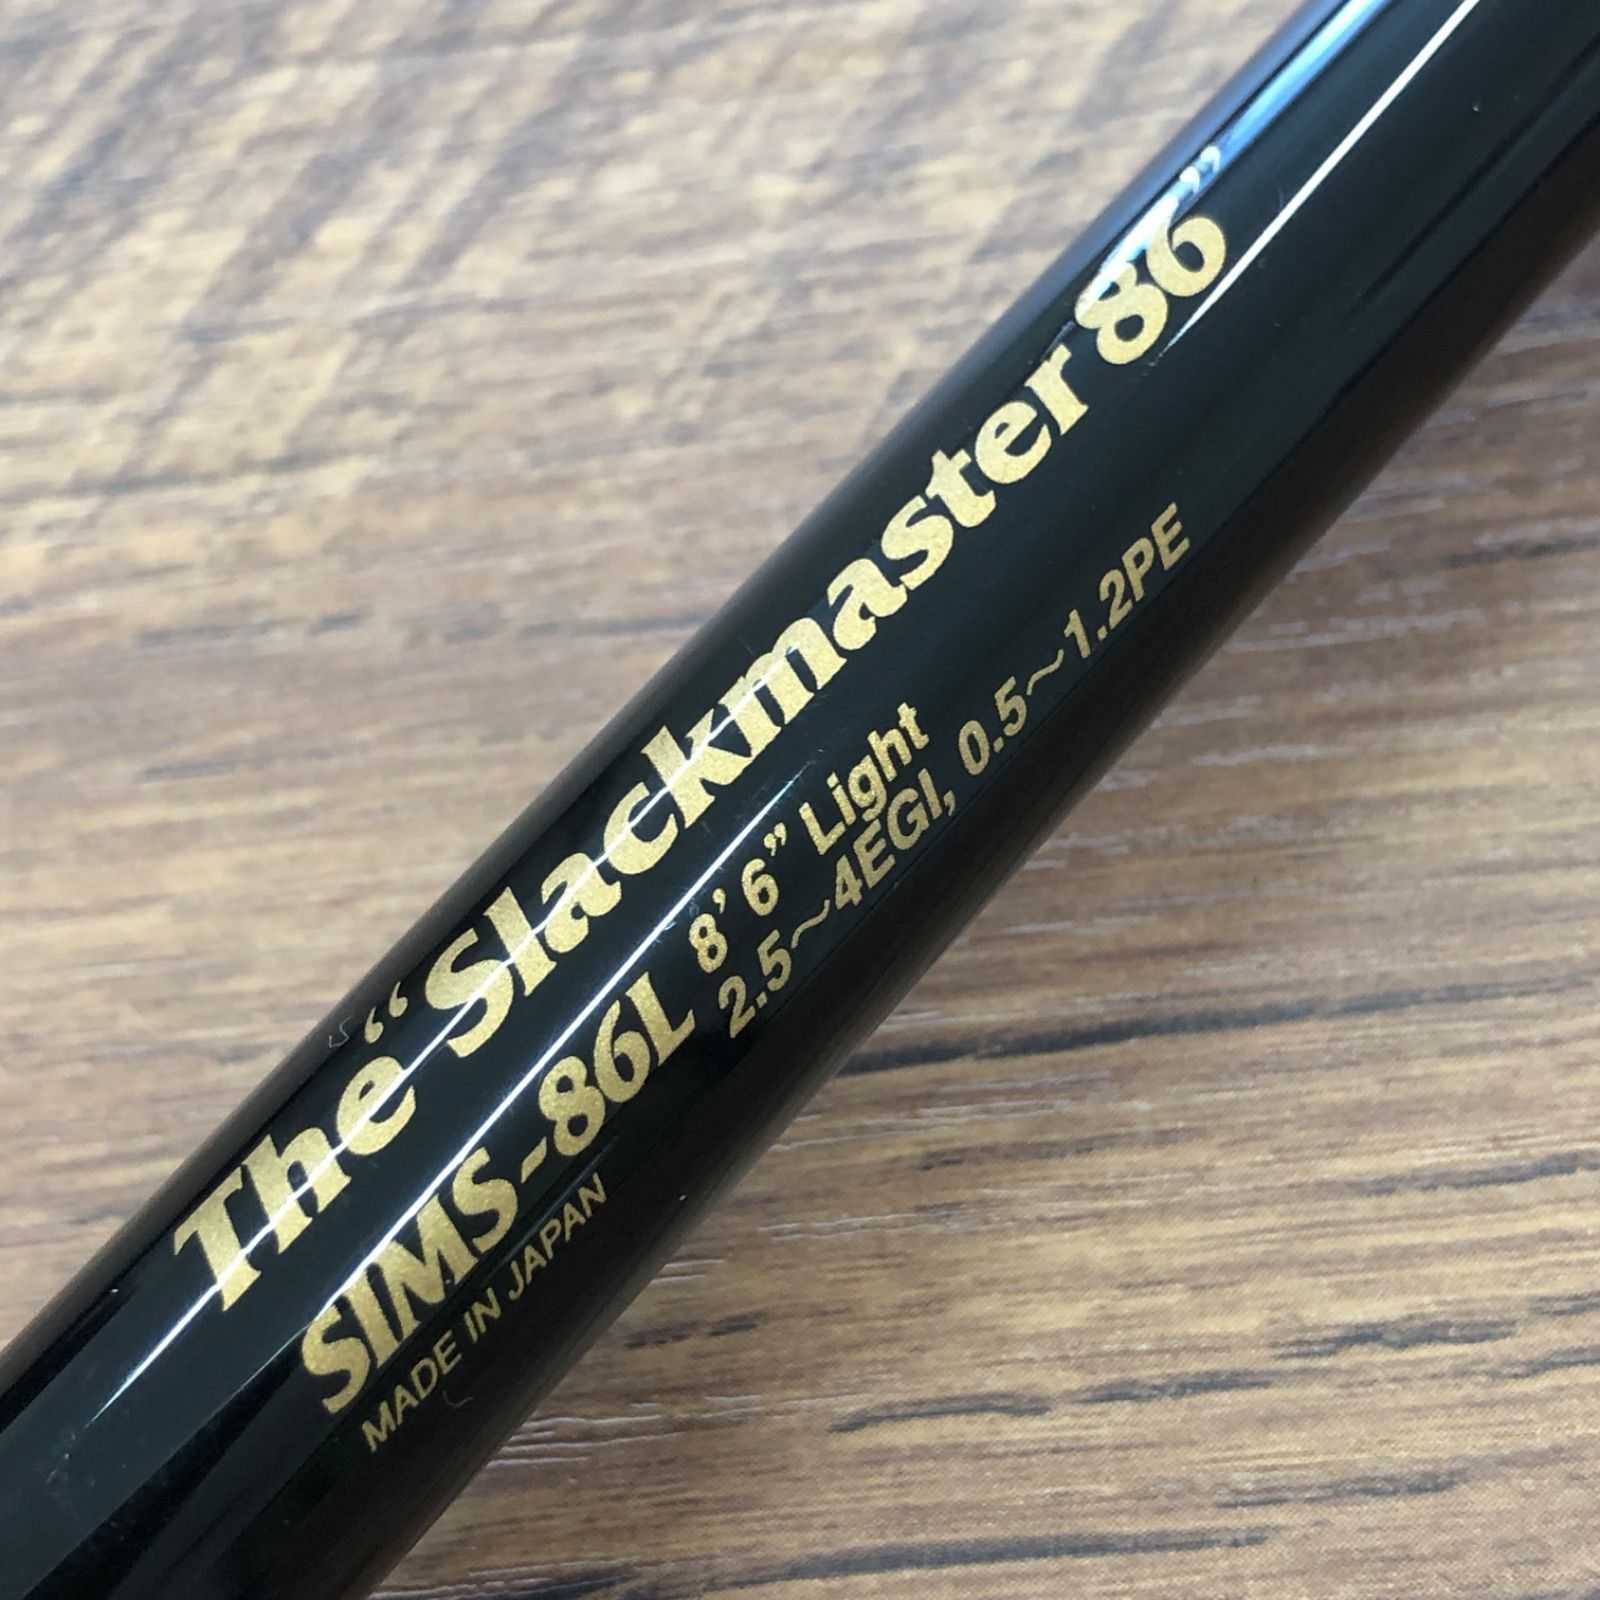 The “Slackmaster 86”
SIMS-86L 8’ 6” Light
2.5～4EGI, 0.5～1.2PE
MADE IN JAPAN